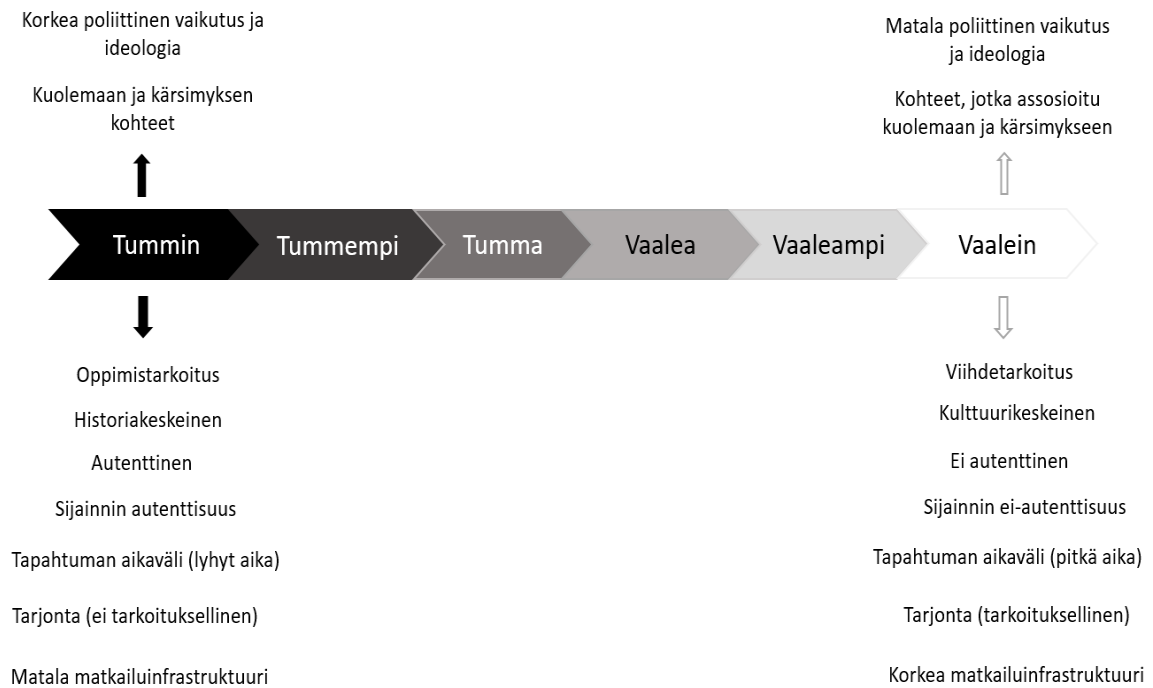 Korkea poliittinen vaikutus ja
ideologia
Kuolemaan ja kärsimyksen
kohteet
Matala poliittinen vaikutus
ja ideologia
Kohteet, jotka assosioitu
kuolemaan ja kärsimykseen
Tummin
Tummempi
Tumma
Vaalea
Vaaleampi
Vaalein
Oppimistarkoitus
Historiakeskeinen
Autenttinen
Sijainnin autenttisuus
Tapahtuman aikaväli (lyhyt aika)
Tarjonta (ei tarkoituksellinen)
Matala matkailuinfrastruktuuri
Viihdetarkoitus
Kulttuurikeskeinen
Ei autenttinen
Sijainnin ei-autenttisuus
Tapahtuman aikaväli (pitkä aika)
Tarjonta (tarkoituksellinen)
Korkea matkailuinfrastruktuuri